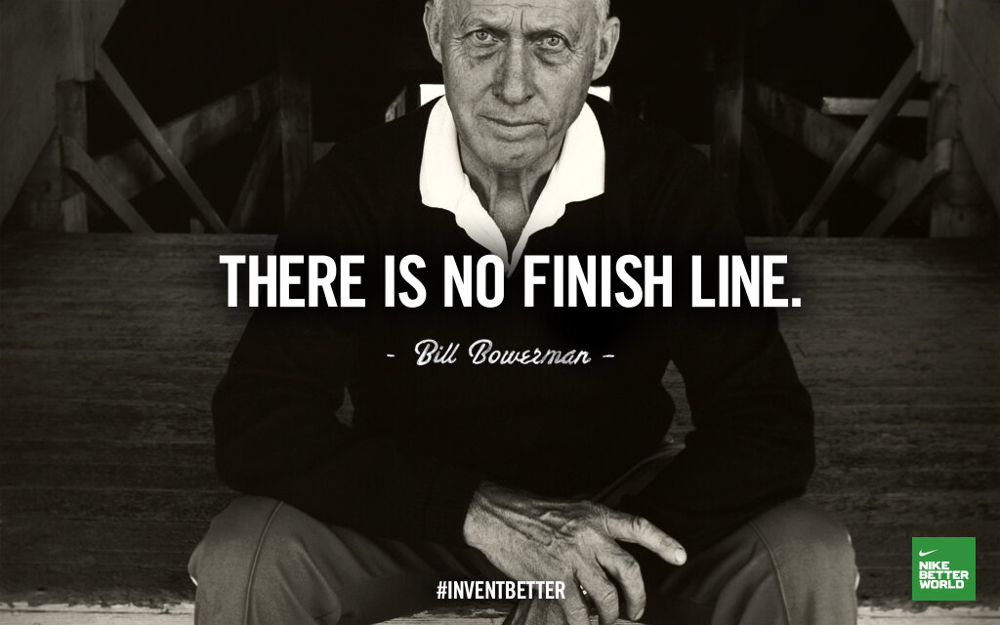 THERE IS NO FINISH LINE.
- Bill Bowerman -
#INVENTBETTER
NIKE
BETTER
WORLD